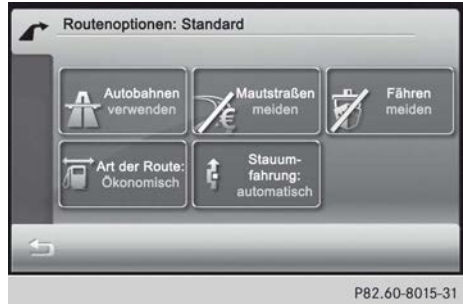 Routenoptionen: Standard
Autobahnen
verwenden
Mautstraßen
meiden
Fähren
meiden
Art der Route:
Ökonomisch
Stauum-
fahrung:
automatisch
P82.60-8015-31